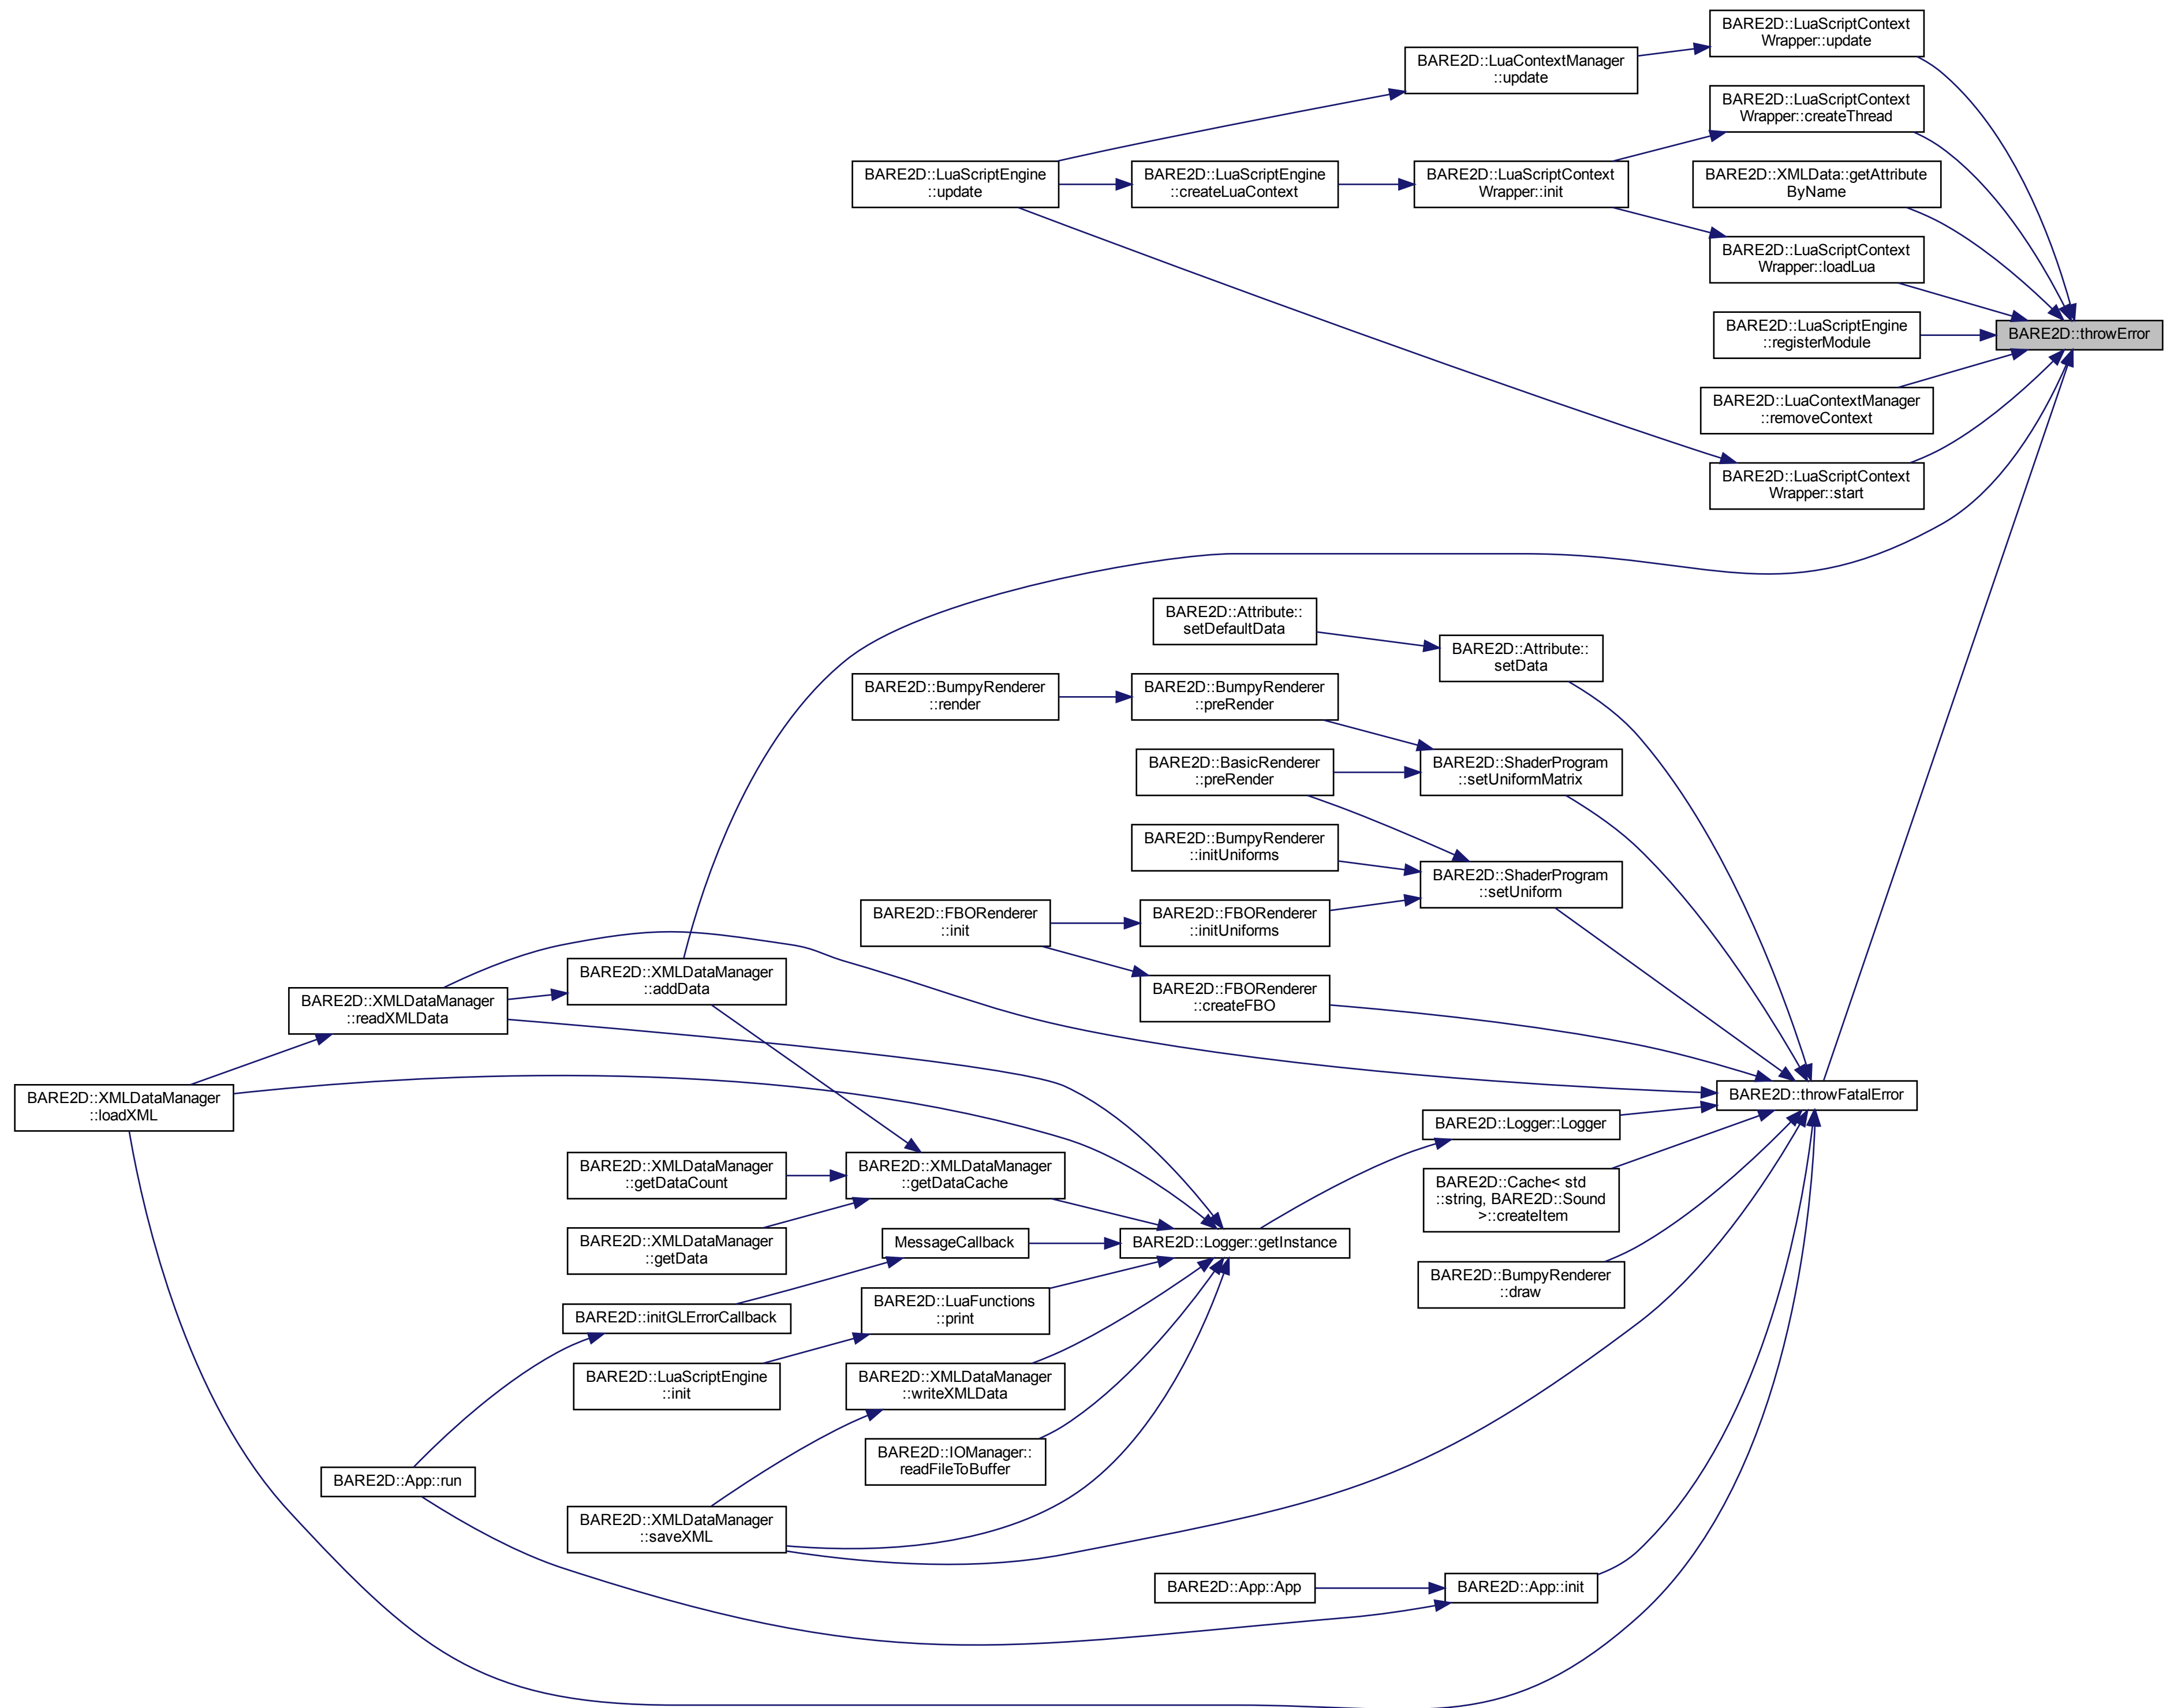 BARE2D::LuaScriptContext
Wrapper::update
BARE2D::LuaContextManager
::update
BARE2D::LuaScriptContext
Wrapper::createThread
BARE2D::LuaScriptEngine
::update
BARE2D::LuaScriptEngine
::createLuaContext
BARE2D::LuaScriptContext
Wrapper::init
BARE2D::XMLData::getAttribute
ByName
BARE2D::LuaScriptContext
Wrapper::loadLua
BARE2D::LuaScriptEngine
::registerModule
BARE2D::throwError
BARE2D::LuaContextManager
::removeContext
BARE2D::LuaScriptContext
Wrapper::start
BARE2D::Attribute::
setDefaultData
BARE2D::Attribute::
setData
BARE2D::BumpyRenderer
::render
BARE2D::BumpyRenderer
::preRender
BARE2D::BasicRenderer
::preRender
BARE2D::ShaderProgram
::setUniformMatrix
BARE2D::BumpyRenderer
::initUniforms
BARE2D::ShaderProgram
::setUniform
BARE2D::FBORenderer
::init
BARE2D::FBORenderer
::initUniforms
BARE2D::XMLDataManager
::addData
BARE2D::FBORenderer
::createFBO
BARE2D::XMLDataManager
::readXMLData
BARE2D::XMLDataManager
::loadXML
BARE2D::throwFatalError
BARE2D::Logger::Logger
BARE2D::XMLDataManager
::getDataCount
BARE2D::XMLDataManager
::getDataCache
BARE2D::Cache< std
::string, BARE2D::Sound
>::createItem
BARE2D::XMLDataManager
::getData
MessageCallback
BARE2D::Logger::getInstance
BARE2D::BumpyRenderer
::draw
BARE2D::initGLErrorCallback
BARE2D::LuaFunctions
::print
BARE2D::LuaScriptEngine
::init
BARE2D::XMLDataManager
::writeXMLData
BARE2D::IOManager::
readFileToBuffer
BARE2D::App::run
BARE2D::XMLDataManager
::saveXML
BARE2D::App::App
BARE2D::App::init